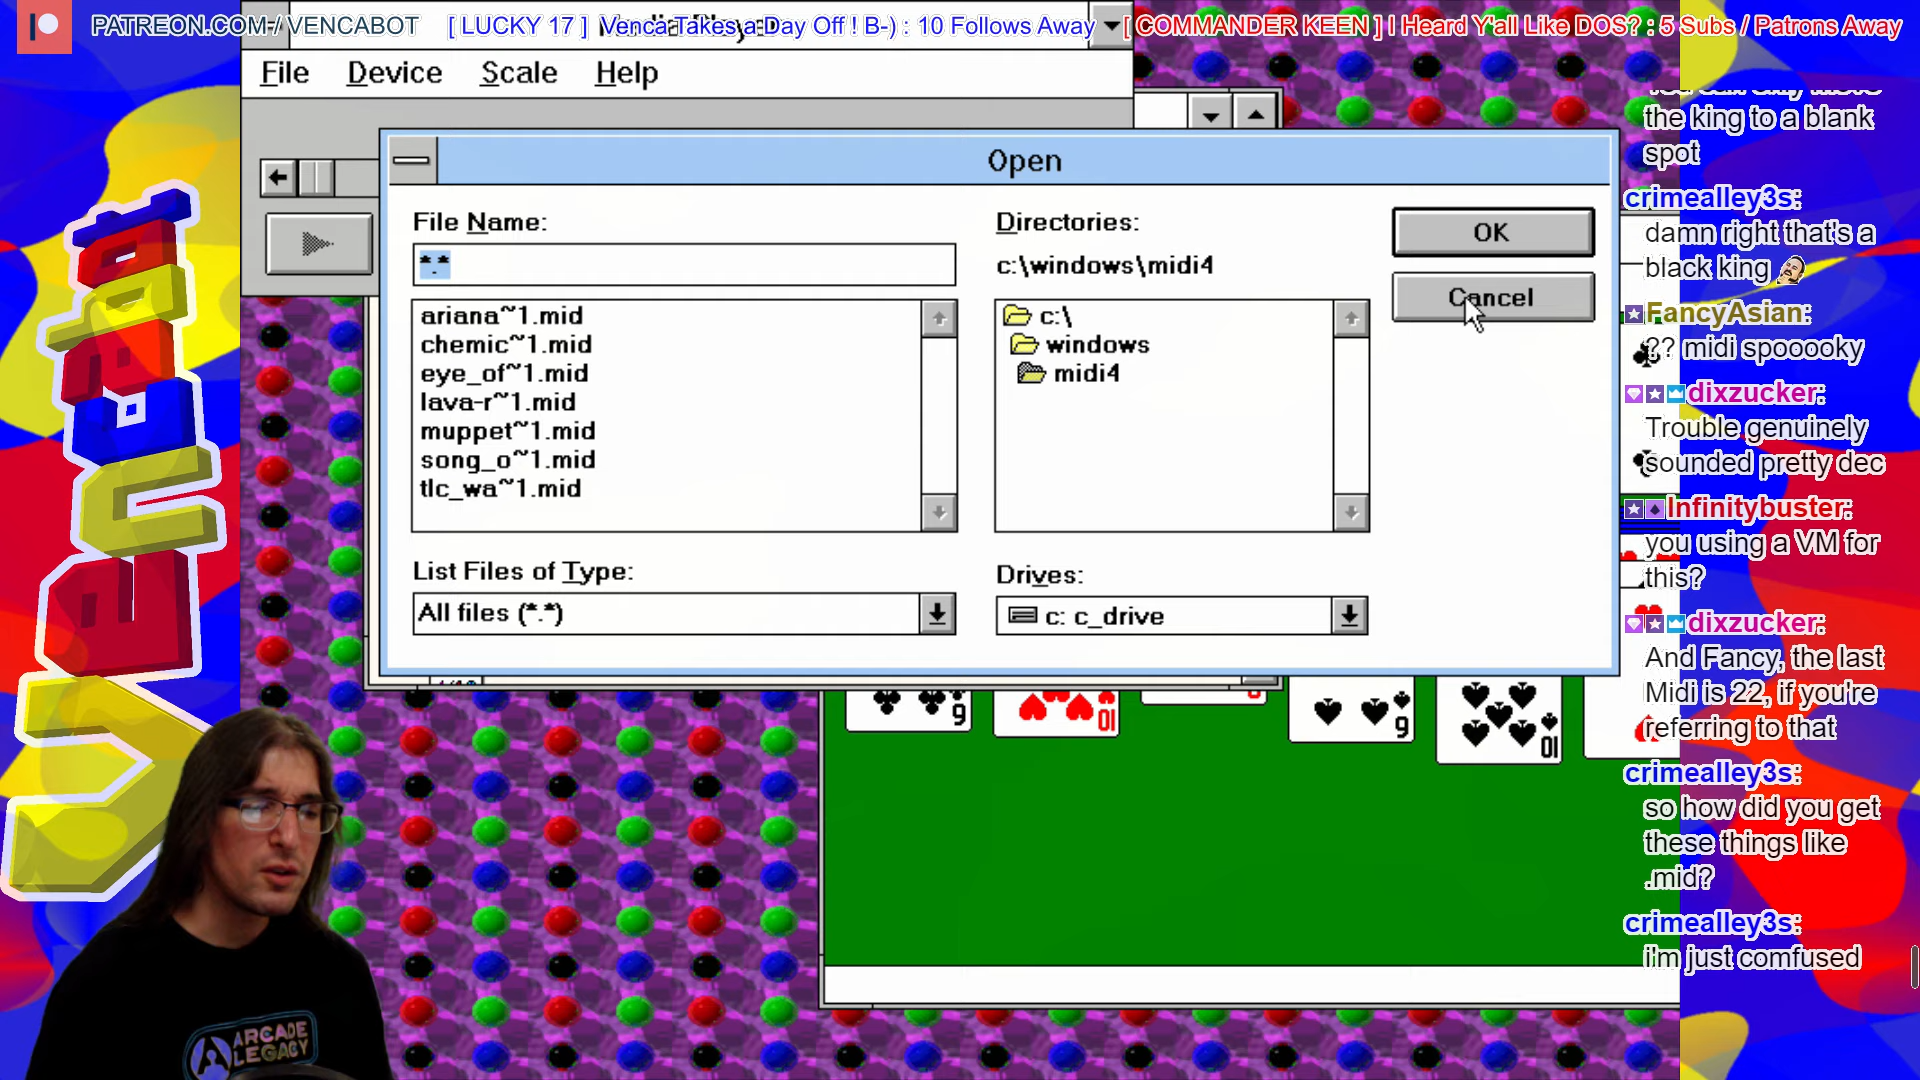 PATREON.COM / VENCABOT [ LUCKY 17 ] Venca Takes a Day Off ! B-) : 10 Follows Away [ COMMANDER KEEN ] I Heard Y'all Like DOS? : 5 Subs / Patrons Away
File Device Scale Help
Open
File Name:
*.*
ariana~1.mid
chemic~1.mid
eye_of~1.mid
lava-r~1.mid
muppet~1.mid
song_o~1.mid
tlc_wa~1.mid
List Files of Type:
All files (*.*)
Directories:
c:\windows\midi4
c:\
windows
midi4
Drives:
c: c_drive
OK
Cancel
9
10
9
10
the king to a blank
spot
crimealley3s:
damn right that's a
black king
FancyAsian:
?? midi spooooky
dixzucker:
Trouble genuinely
sounded pretty dec
Infinitybuster:
you using a VM for
this?
dixzucker:
And Fancy, the last
Midi is 22, if you're
referring to that
crimealley3s:
so how did you get
these things like
.mid?
crimealley3s:
i'm just comfused
Vencabot
ARCADE
LEGACY